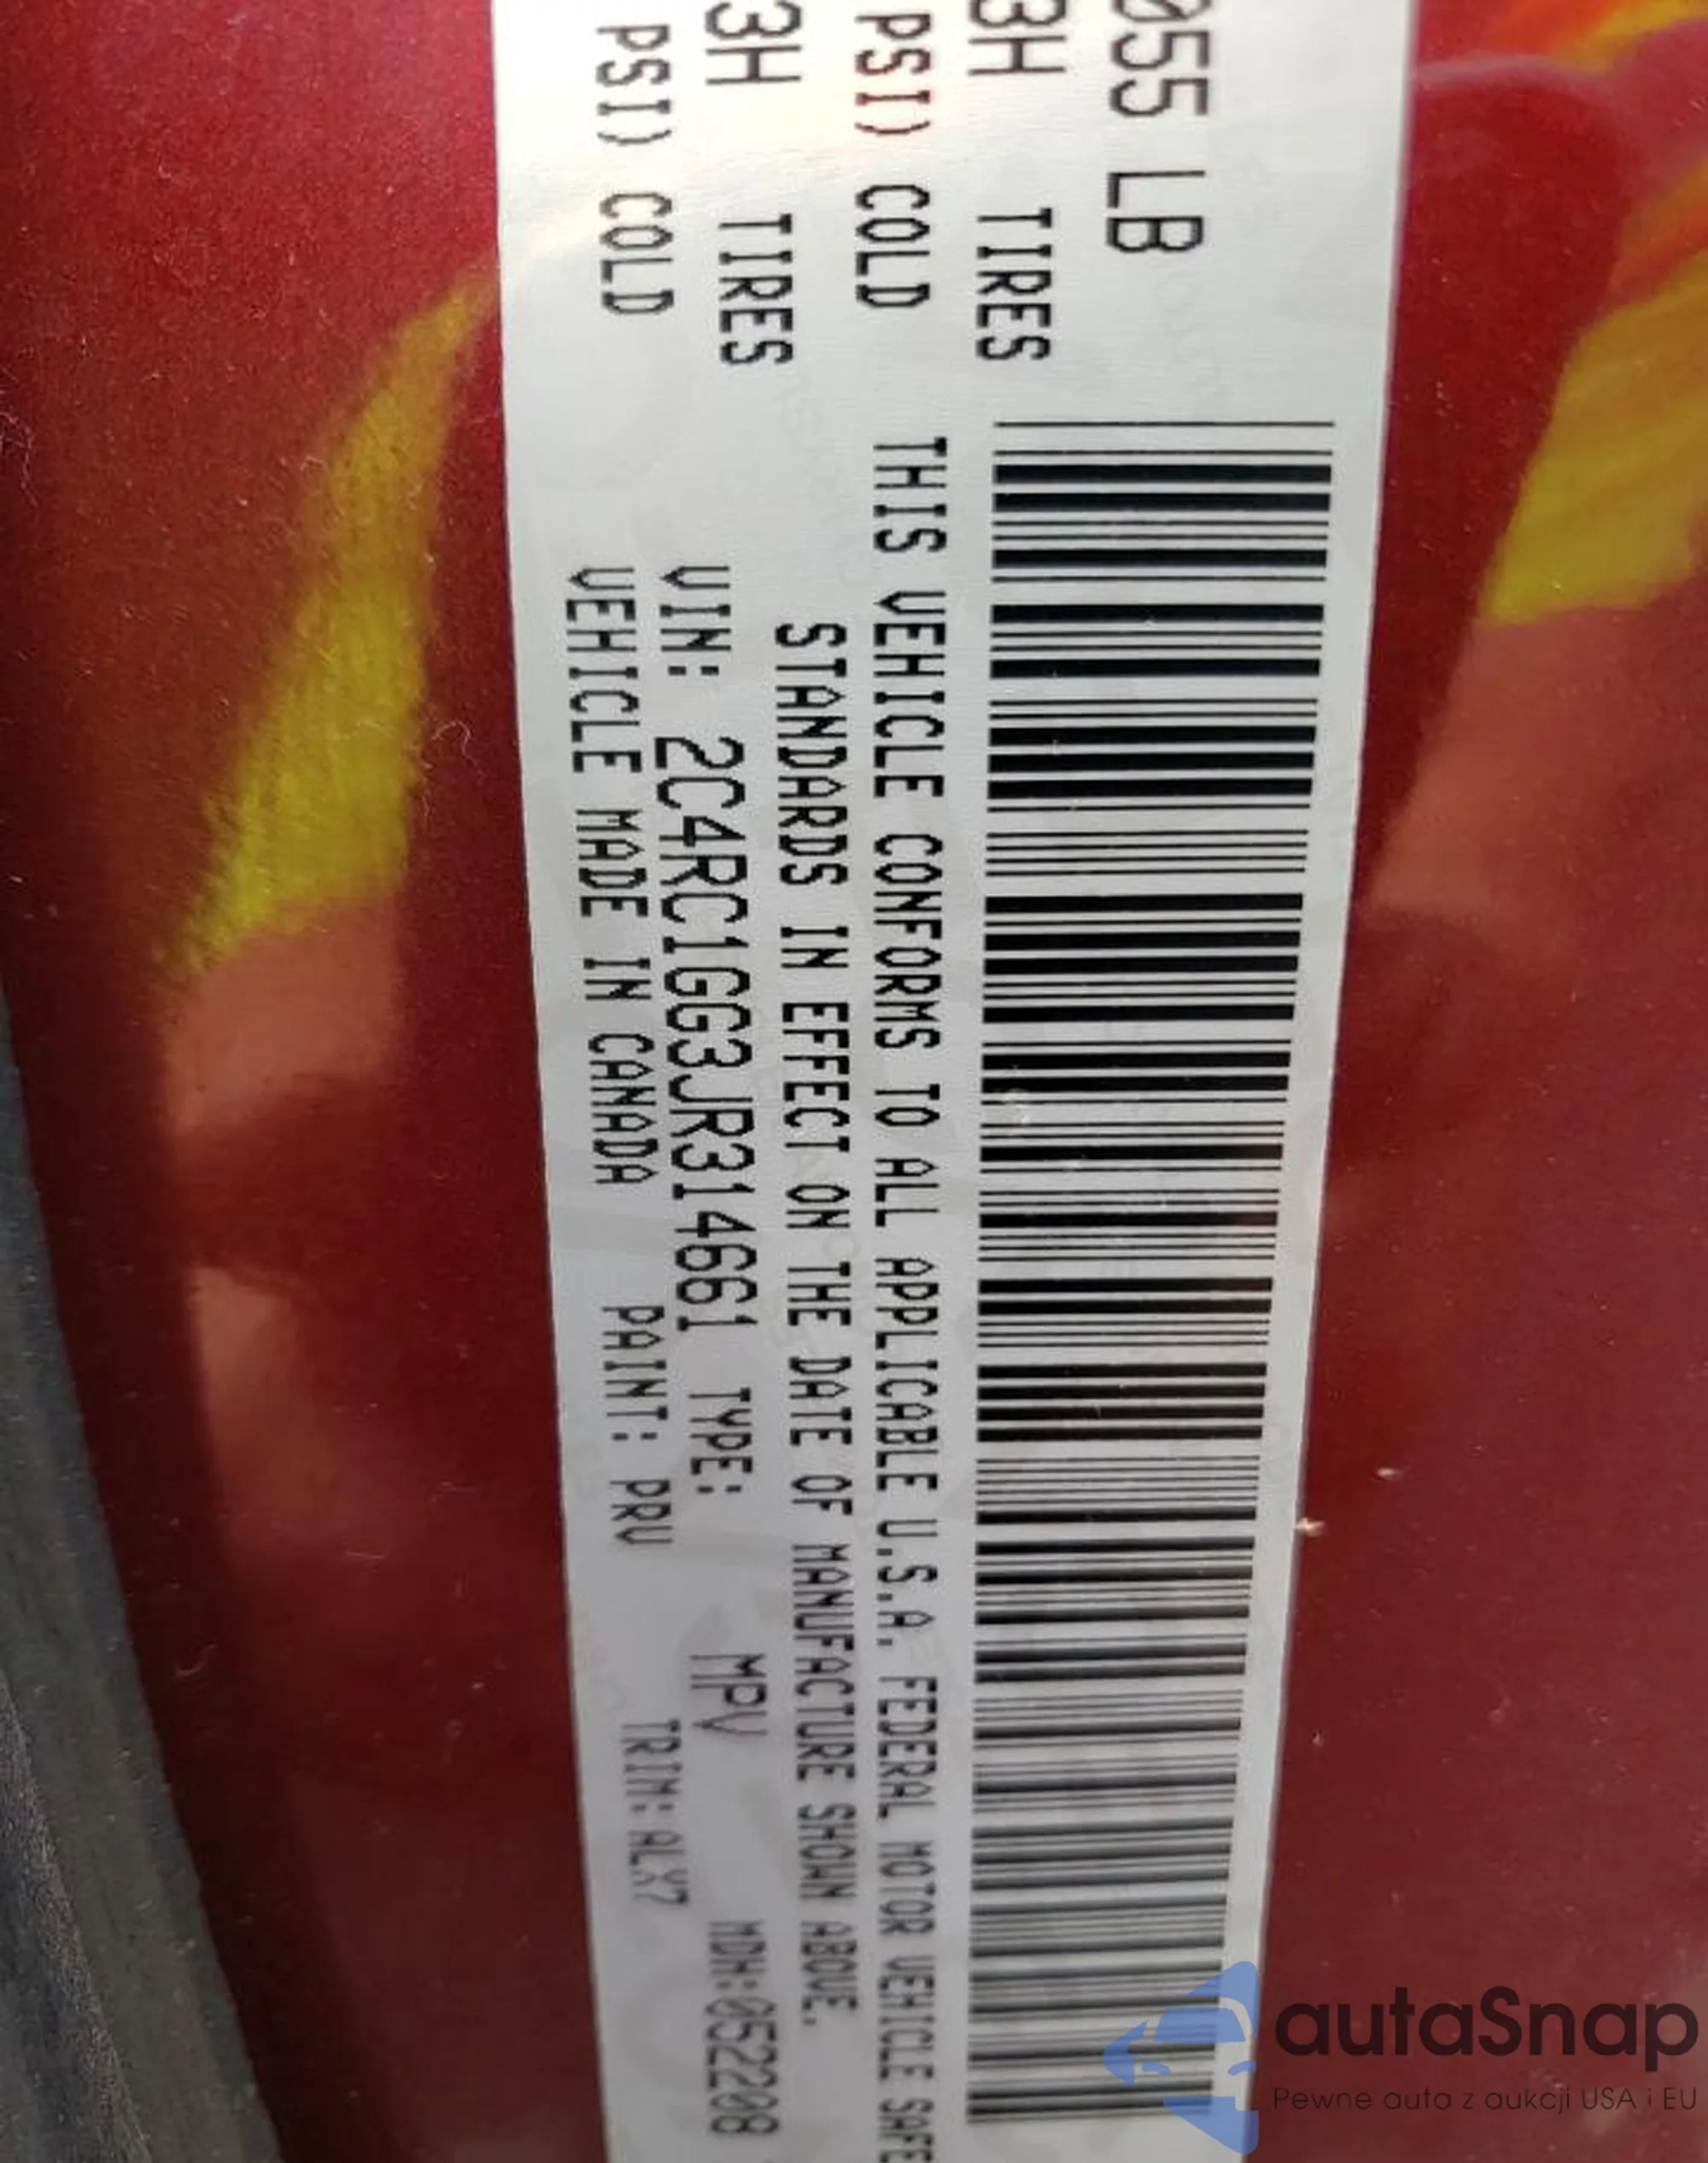 055 LB
3H TIRES
PSI) COLD
3H TIRES
PSI) COLD
THIS VEHICLE CONFORMS TO ALL APPLICABLE U.S.A. FEDERAL MOTOR VEHICLE SAFE
STANDARDS IN EFFECT ON THE DATE OF MANUFACTURE SHOWN ABOVE.
VIN: 2C4RC1GG3JR314661 TYPE: MPV MDH:052208
VEHICLE MADE IN CANADA PAINT: PRV TRIM:ALX7
autaSnap
Pewne auta z aukcji USA i EU